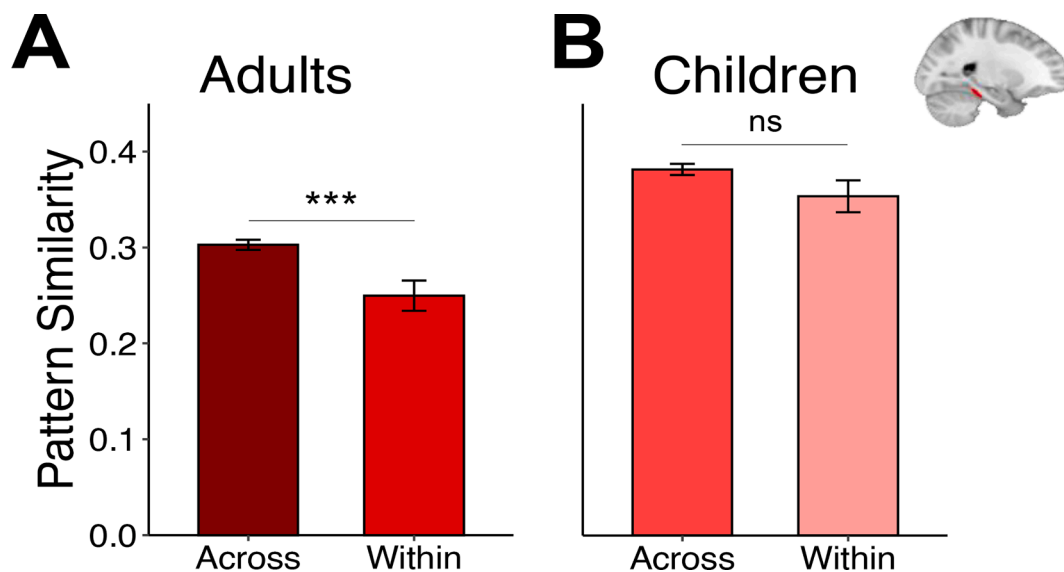 A
Adults
Pattern Similarity
0.4
0.3
0.2
0.1
0.0
***
Across
Within
B
Children
ns
Across
Within